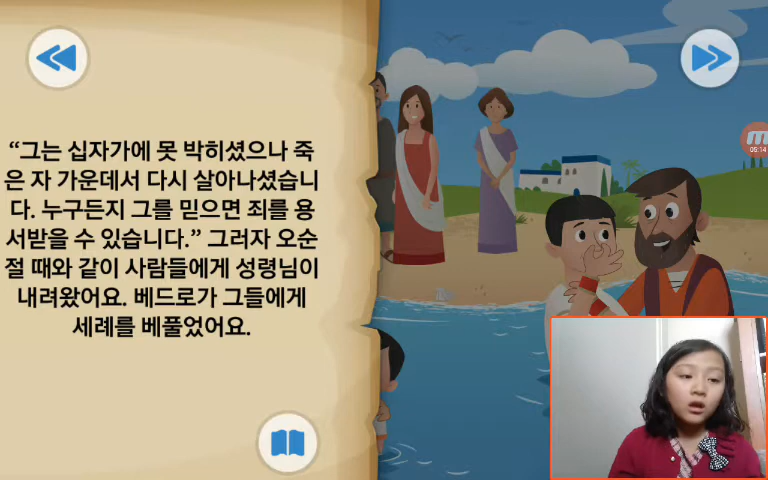 “그는 십자가에 못 박히셨으나 죽
은 자 가운데서 다시 살아나셨습니
다. 누구든지 그를 믿으면 죄를 용
서받을 수 있습니다.” 그러자 오순
절 때와 같이 사람들에게 성령님이
내려왔어요. 베드로가 그들에게
세례를 베풀었어요.
05:14